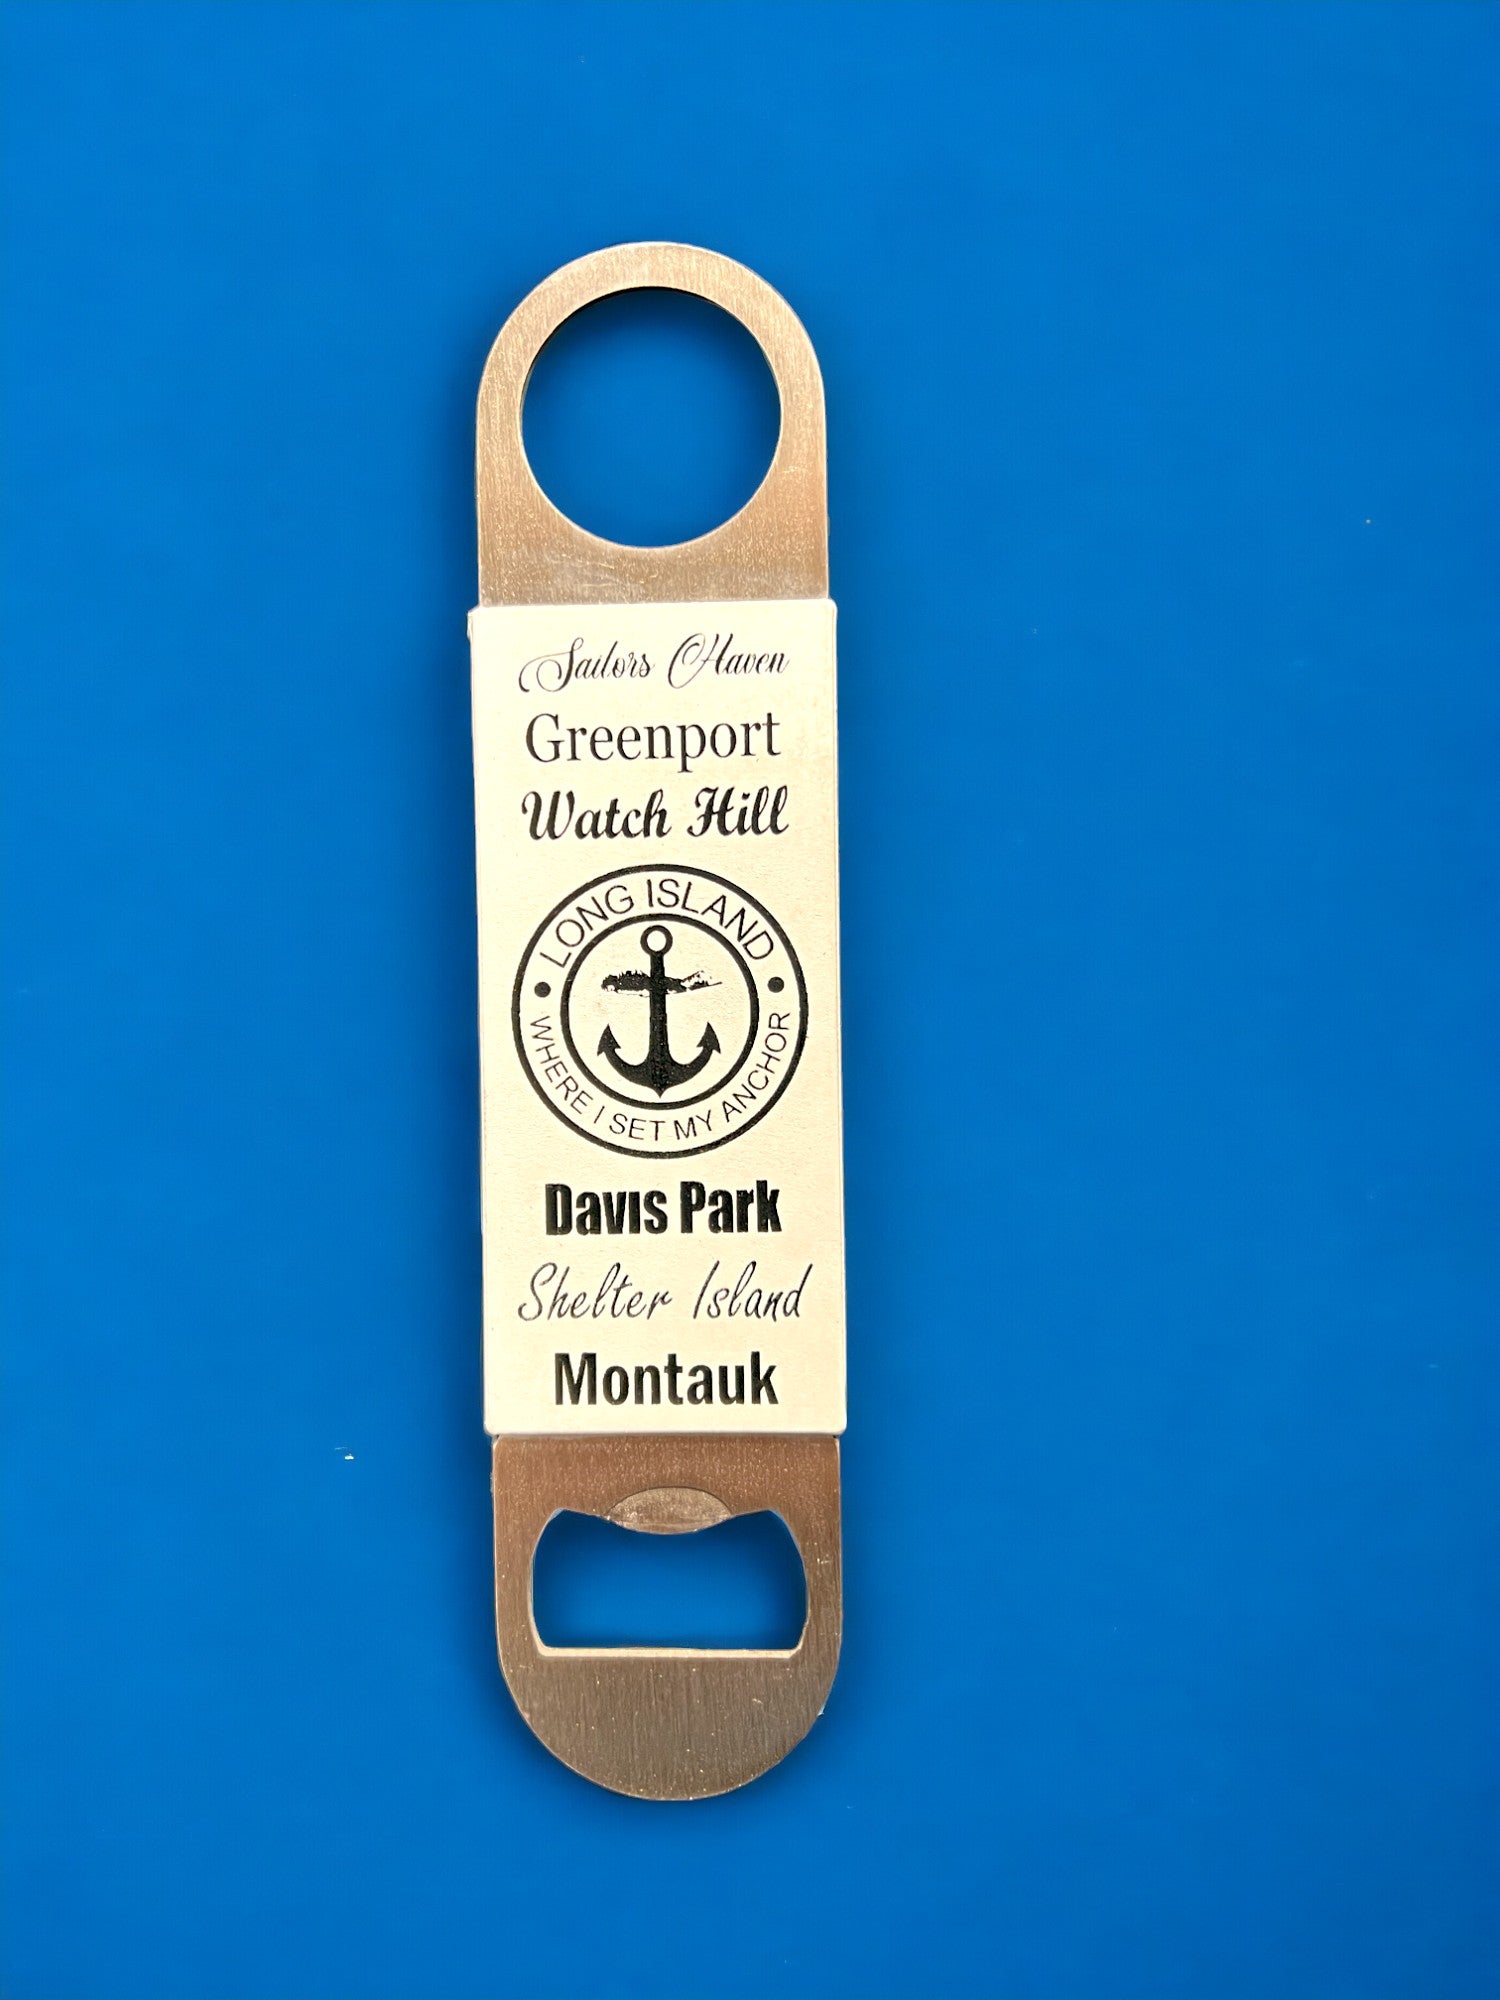 Sailors Haven
Greenport
Watch Hill
LONG ISLAND
WHERE I SET MY ANCHOR
Davis Park
Shelter Island
Montauk